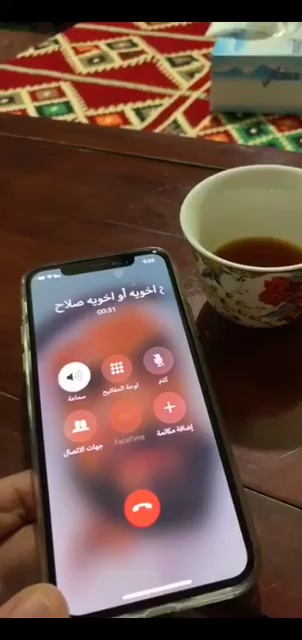 اخويه أو اخويه صلاح
00:31
كتم
لوحة المفاتيح
سماعة
إضافة مكالمة
FaceTime
جهات الاتصال